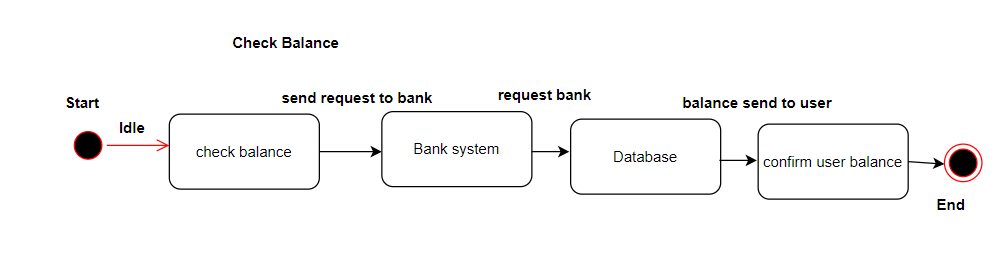 Check Balance
Start
Idle
send request to bank
request bank
balance send to user
check balance
Bank system
Database
confirm user balance
End